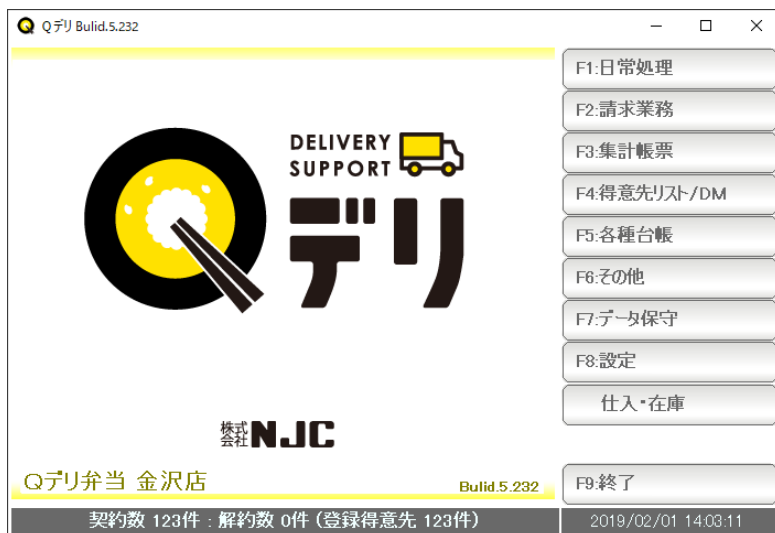 Qデリ Bulid.5.232
F1:日常処理
F2:請求業務
F3:集計帳票
F4:得意先リスト/DM
F5:各種台帳
F6:その他
F7:データ保守
F8:設定
仕入・在庫
DELIVERY
SUPPORT
Qデリ
株式会社NJC
Qデリ弁当 金沢店
Bulid.5.232
F9:終了
契約数 123件 : 解約数 0件 (登録得意先 123件)
2019/02/01 14:03:11